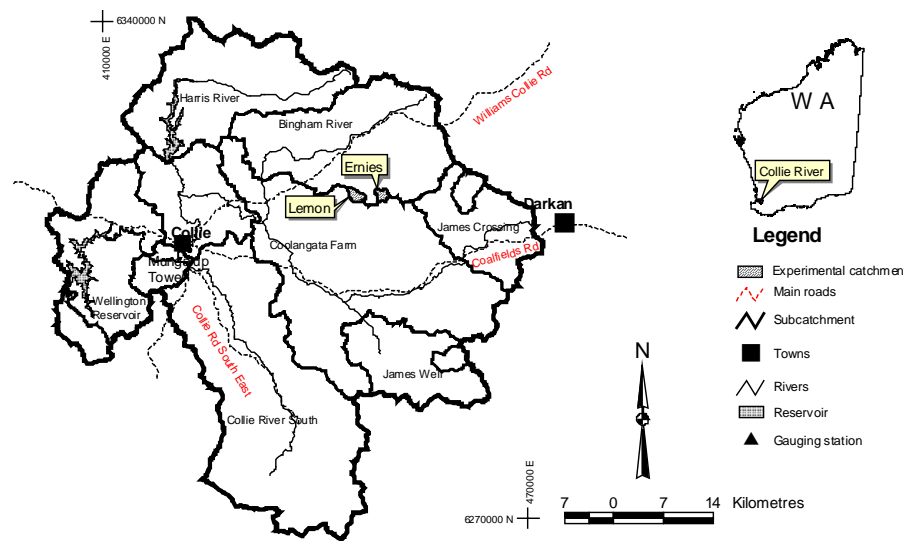 6340000 N
410000 E
Harris River
Bingham River
Williams Collie Rd
Ernies
Lemon
Collie
Coolangata Farm
James Crossing
Darkan
Coalfields Rd
Mungalup
Tower
Wellington
Reservoir
Collie Rd South East
James Weir
Collie River South
W A
Collie River
Legend
Experimental catchmen
Main roads
Subcatchment
Towns
Rivers
Reservoir
Gauging station
N
470000 E
6270000 N
7 0 7 14 Kilometres